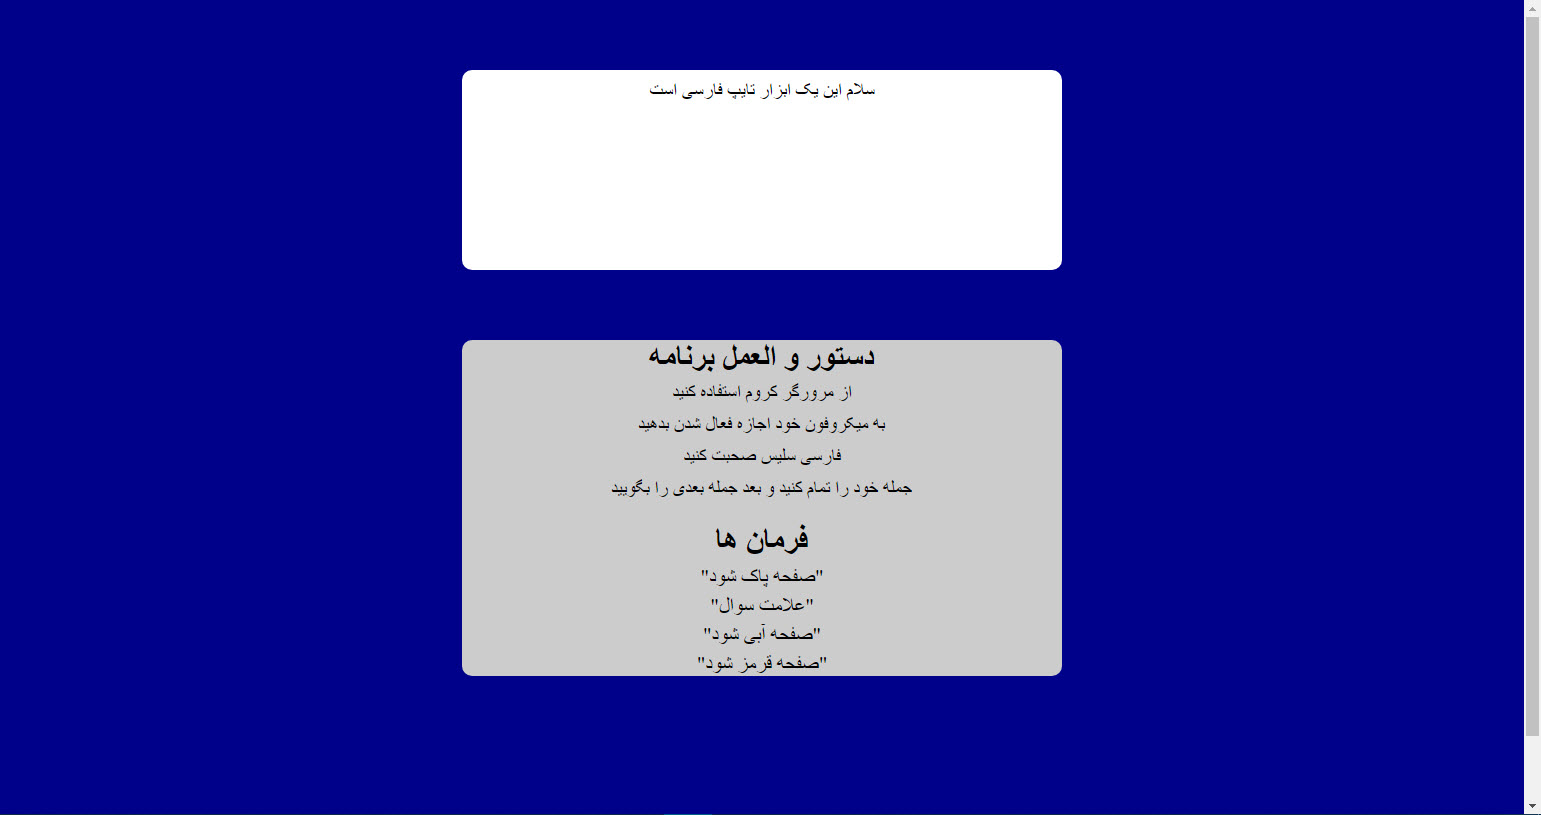 سلام این یک ابزار تایپ فارسی است
دستور و العمل برنامه
از مرورگر کروم استفاده کنید
به میکروفون خود اجازه فعال شدن بدهید
فارسی سلیس صحبت کنید
جمله خود را تمام کنید و بعد جمله بعدی را بگویید
فرمان ها
"صفحه پاک شود"
"علامت سوال"
"صفحه آبی شود"
"صفحه قرمز شود"